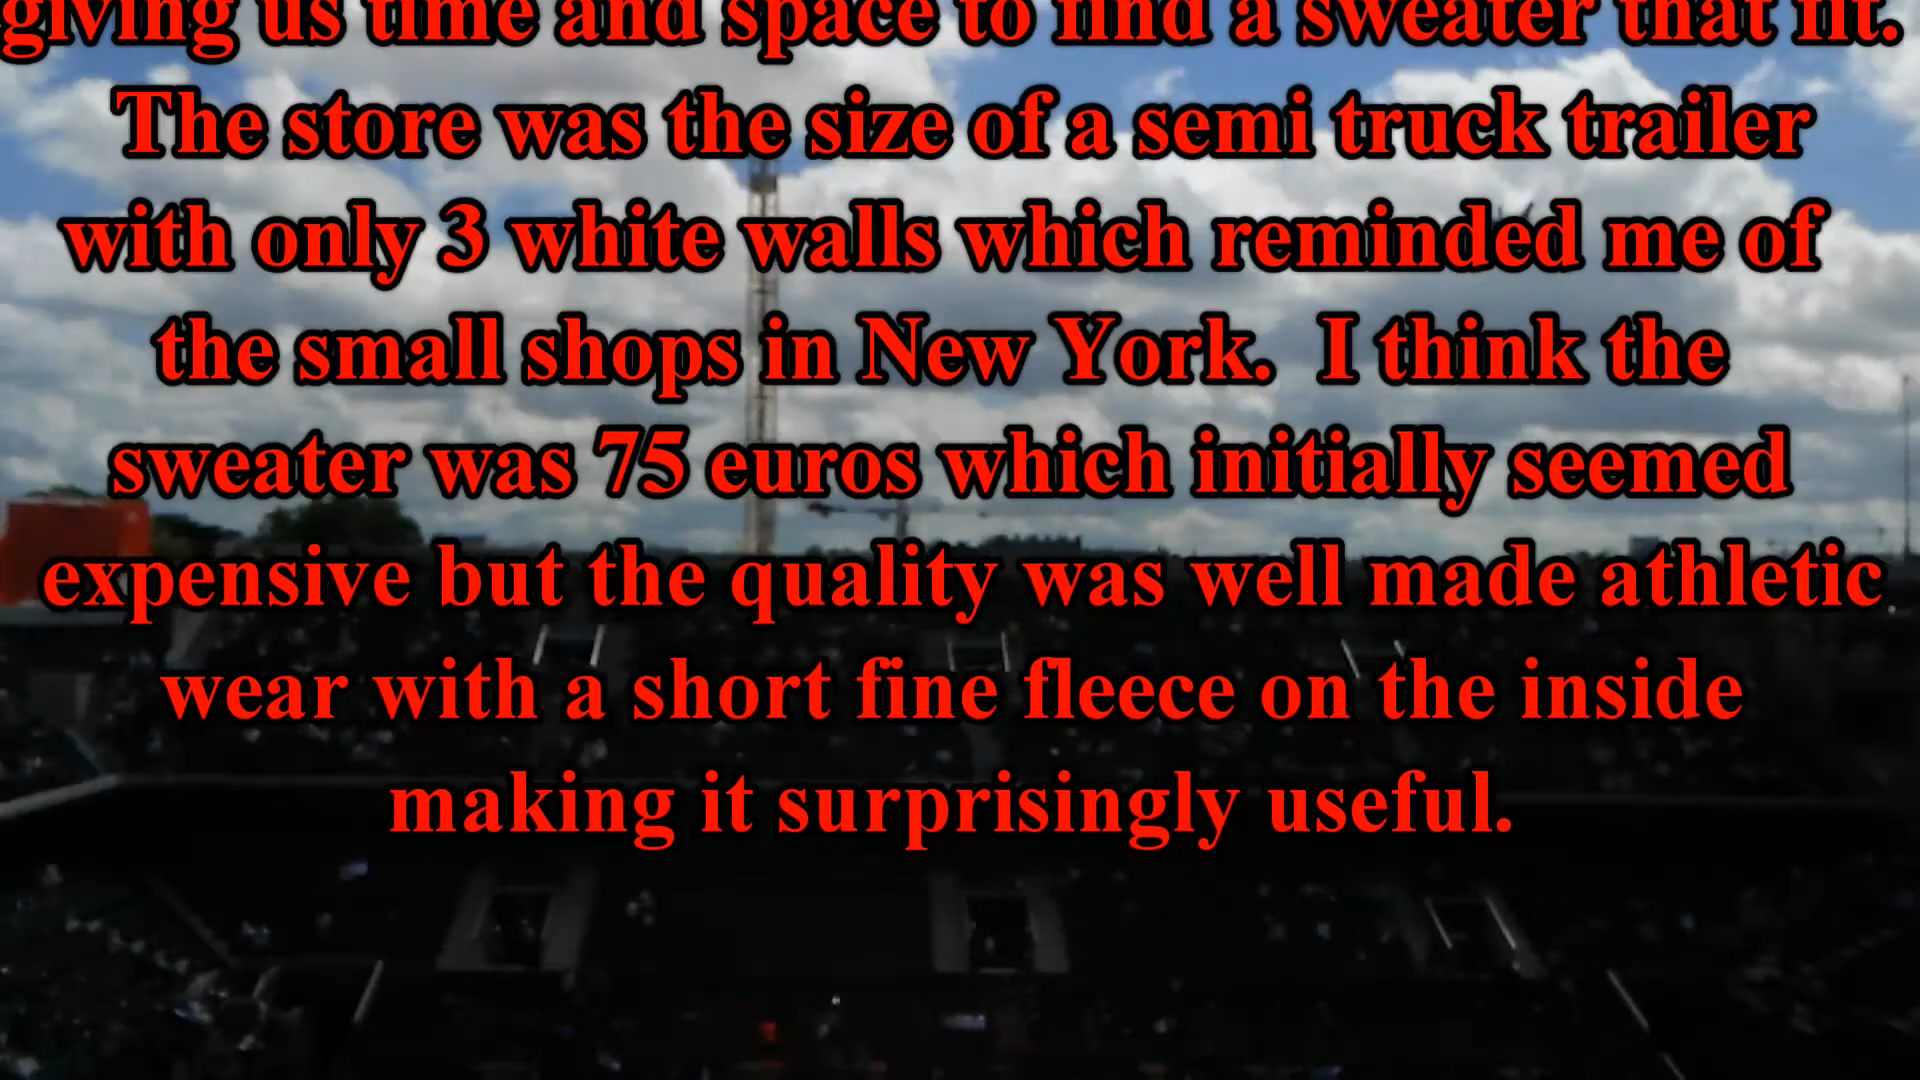 giving us time and space to find a sweater that fit.
The store was the size of a semi truck trailer
with only 3 white walls which reminded me of
the small shops in New York.  I think the
sweater was 75 euros which initially seemed
expensive but the quality was well made athletic
wear with a short fine fleece on the inside
making it surprisingly useful.